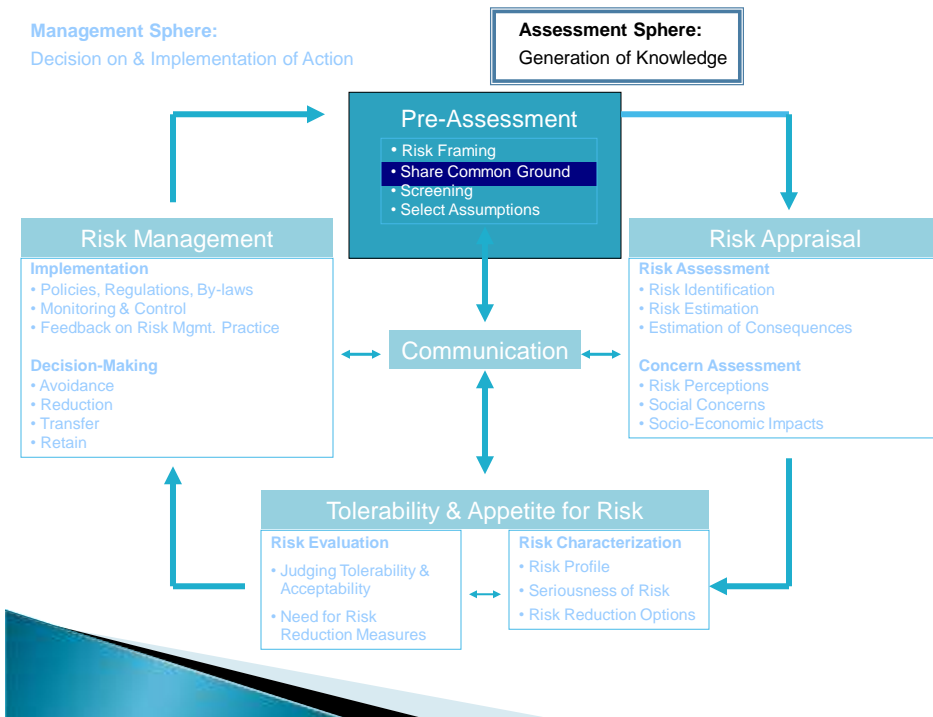 Management Sphere:
Decision on & Implementation of Action
Assessment Sphere:
Generation of Knowledge
Pre-Assessment
• Risk Framing
• Share Common Ground
• Screening
• Select Assumptions
Risk Management
Implementation
• Policies, Regulations, By-laws
• Monitoring & Control
• Feedback on Risk Mgmt. Practice
Decision-Making
• Avoidance
• Reduction
• Transfer
• Retain
Communication
Risk Appraisal
Risk Assessment
• Risk Identification
• Risk Estimation
• Estimation of Consequences
Concern Assessment
• Risk Perceptions
• Social Concerns
• Socio-Economic Impacts
Tolerability & Appetite for Risk
Risk Evaluation
• Judging Tolerability &
Acceptability
• Need for Risk
Reduction Measures
Risk Characterization
• Risk Profile
• Seriousness of Risk
• Risk Reduction Options